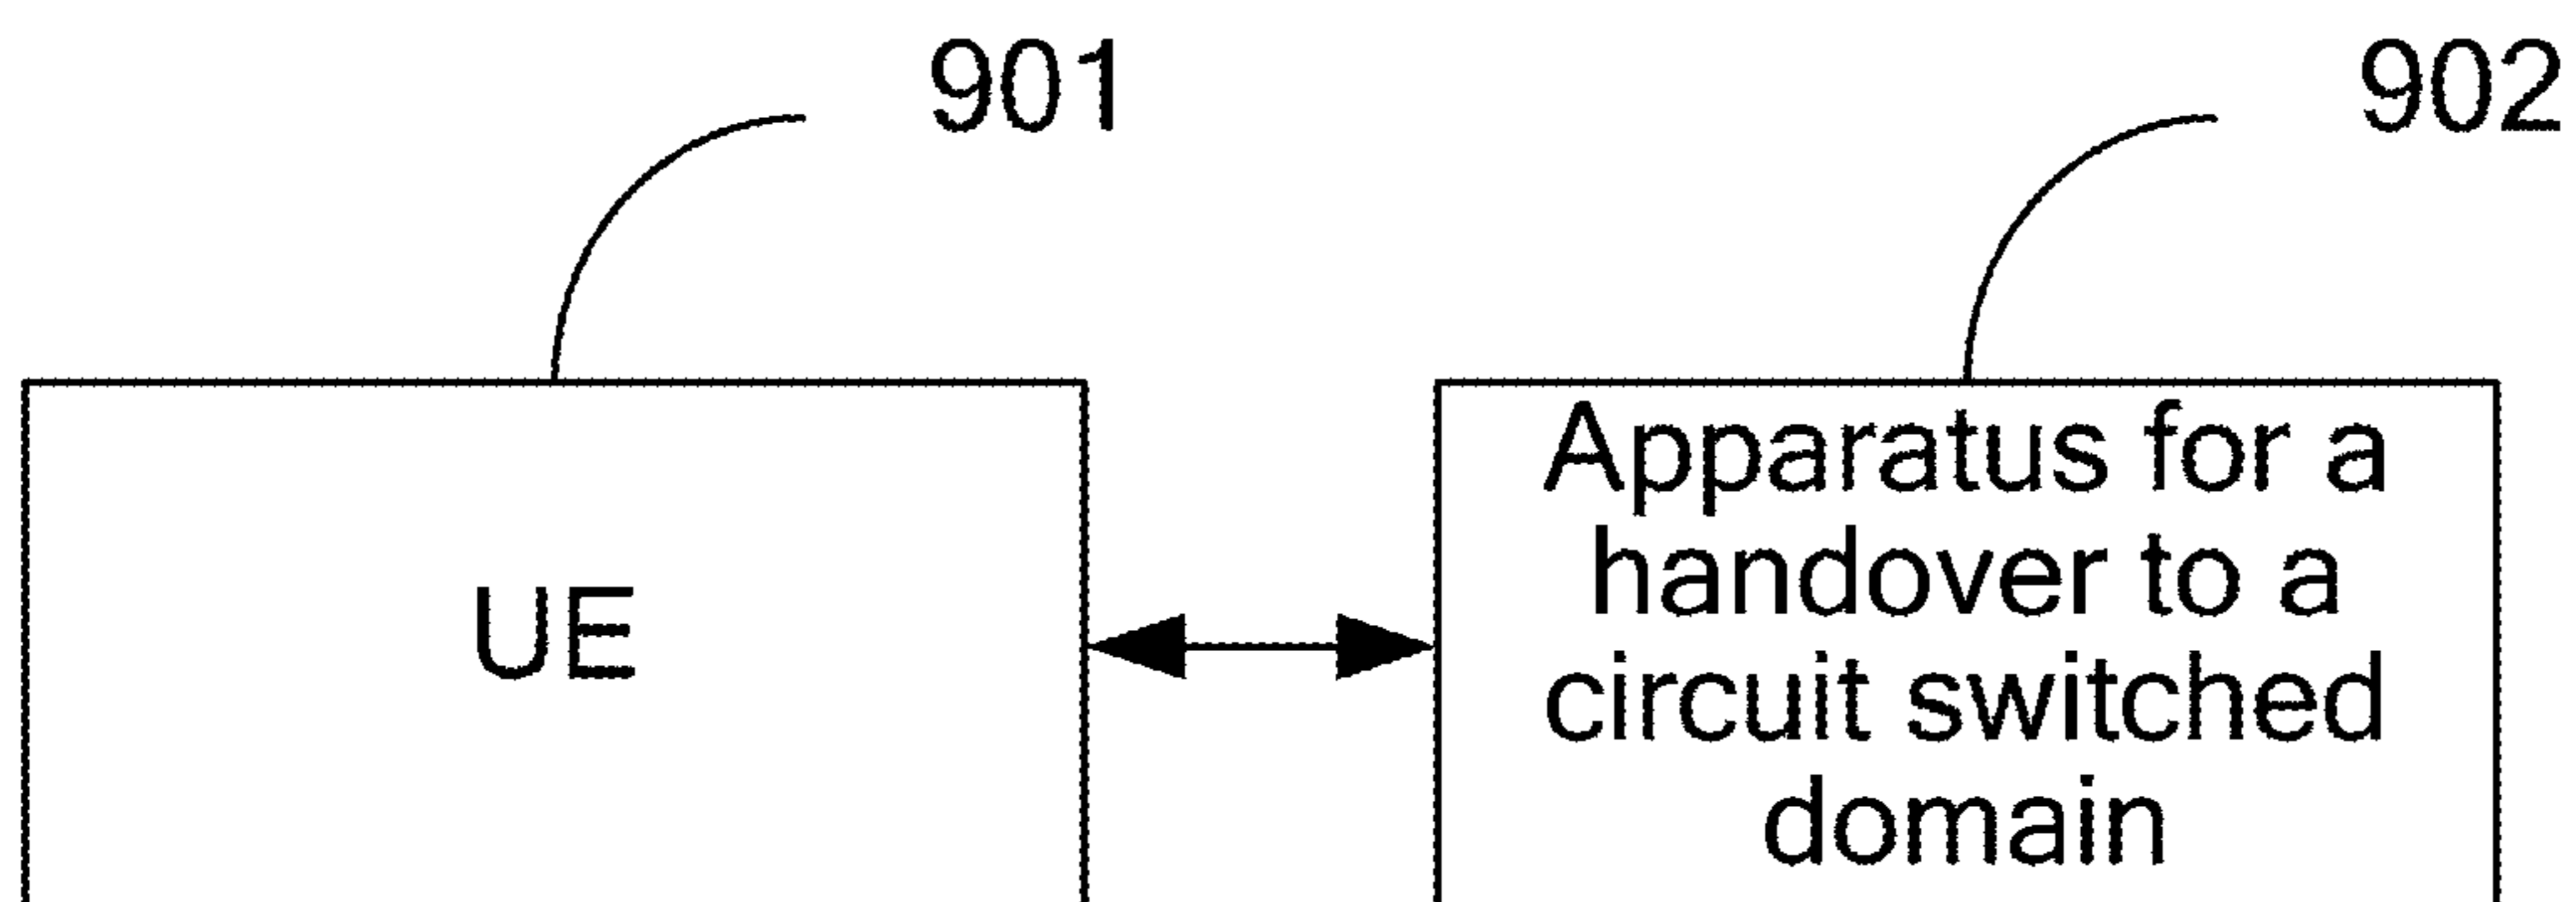 901
902
UE
Apparatus for a
handover to a
circuit switched
domain